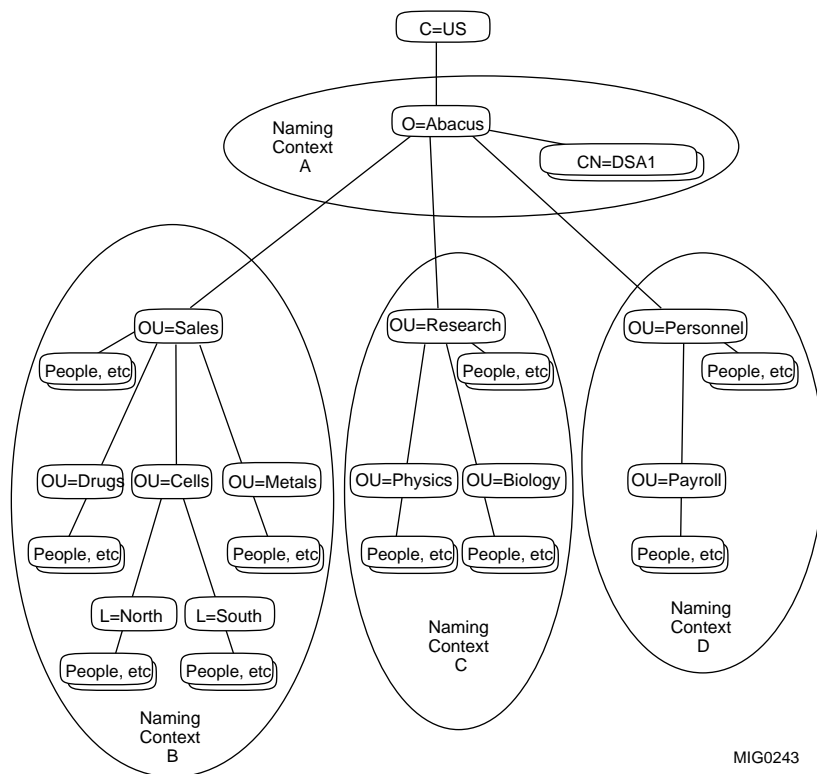 C=US
O=Abacus
Naming
Context
A
CN=DSA1
OU=Sales
OU=Research
OU=Personnel
People, etc
People, etc
People, etc
OU=Drugs
OU=Cells
OU=Metals
OU=Physics
OU=Biology
OU=Payroll
People, etc
People, etc
People, etc
People, etc
People, etc
L=North
L=South
Naming
Context
C
Naming
Context
D
People, etc
People, etc
Naming
Context
B
MIG0243